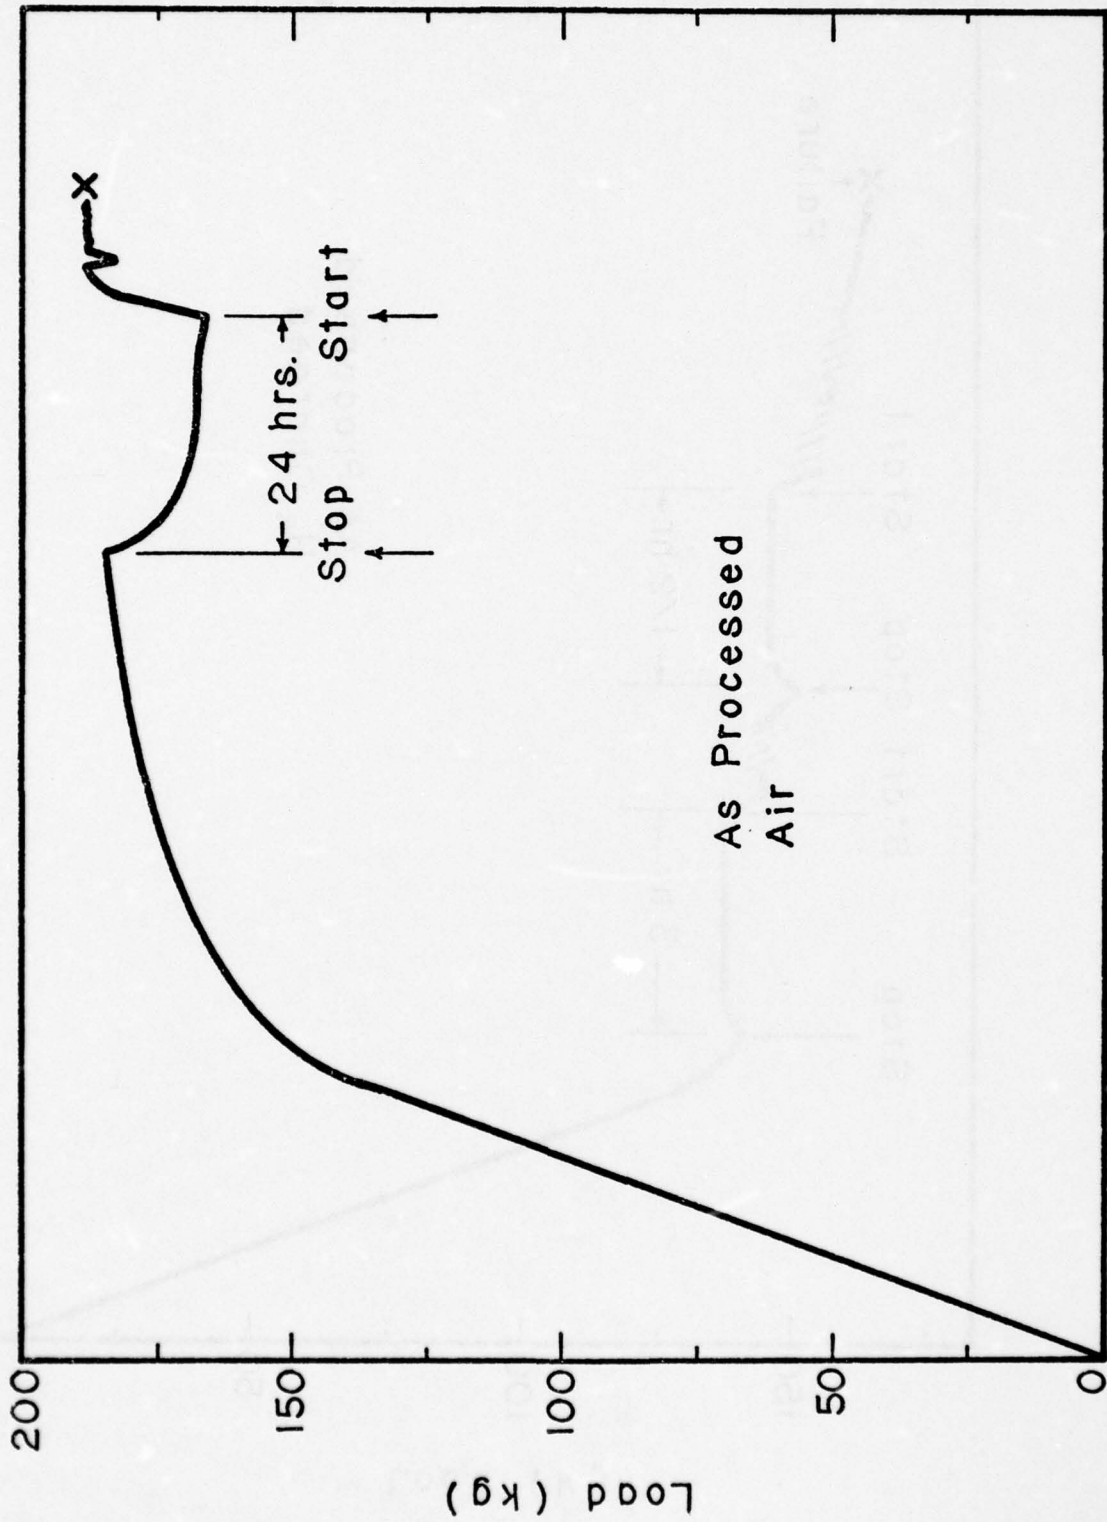 200
150
100
50
0
Load (kg)
X
24 hrs.
Stop
Start
As Processed
Air